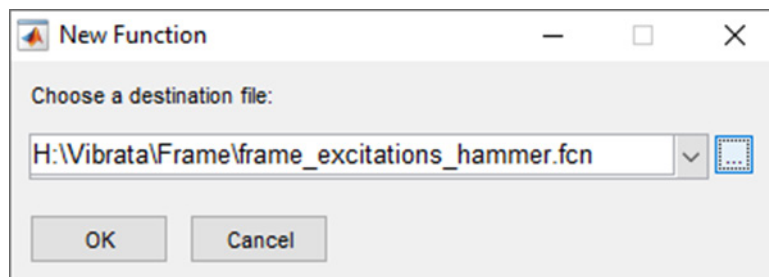 New Function
Choose a destination file:
H:\Vibrata\Frame\frame_excitations_hammer.fcn
...
OK Cancel